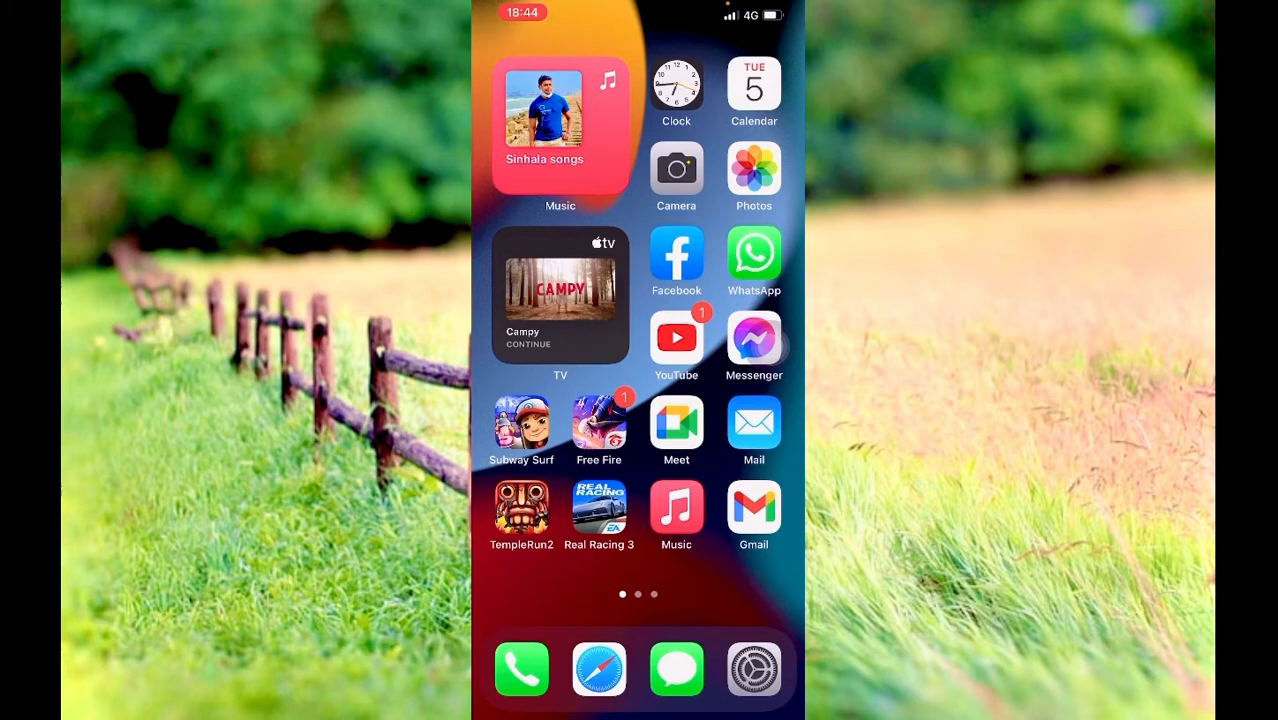 18:44
4G
Sinhala songs
Music
Clock
TUE
5
Calendar
Camera
Photos
tv
CAMPY
Campy
CONTINUE
TV
Facebook
WhatsApp
1
YouTube
Messenger
Subway Surf
1
Free Fire
Meet
Mail
TempleRun2
REAL
RACING
EA
Real Racing 3
Music
Gmail